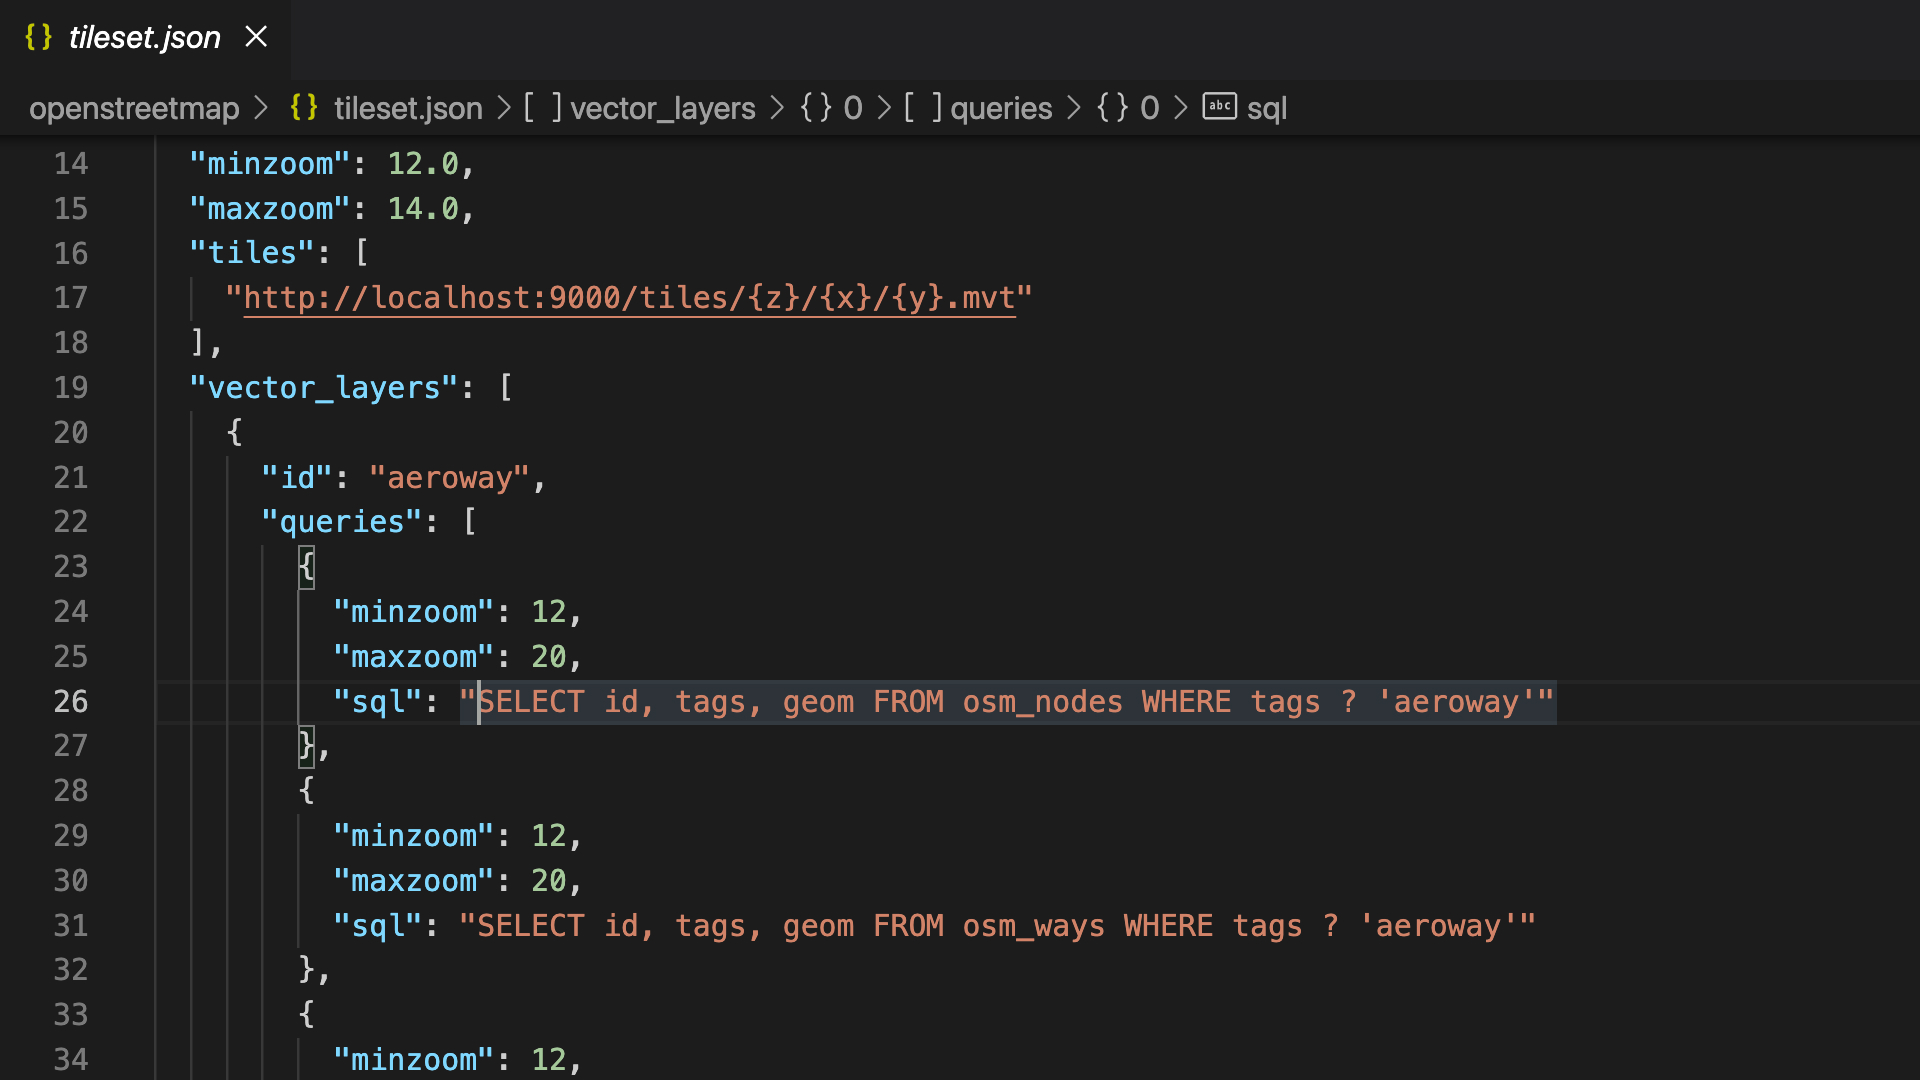 {} tileset.json ×
openstreetmap > {} tileset.json > [ ] vector_layers > {} 0 > [ ] queries > {} 0 > abc sql
14 "minzoom": 12.0,
15 "maxzoom": 14.0,
16 "tiles": [
17 "http://localhost:9000/tiles/{z}/{x}/{y}.mvt"
18 ],
19 "vector_layers": [
20 {
21 "id": "aeroway",
22 "queries": [
23 {
24 "minzoom": 12,
25 "maxzoom": 20,
26 "sql": "SELECT id, tags, geom FROM osm_nodes WHERE tags ? 'aeroway'"
27 },
28 {
29 "minzoom": 12,
30 "maxzoom": 20,
31 "sql": "SELECT id, tags, geom FROM osm_ways WHERE tags ? 'aeroway'"
32 },
33 {
34 "minzoom": 12,